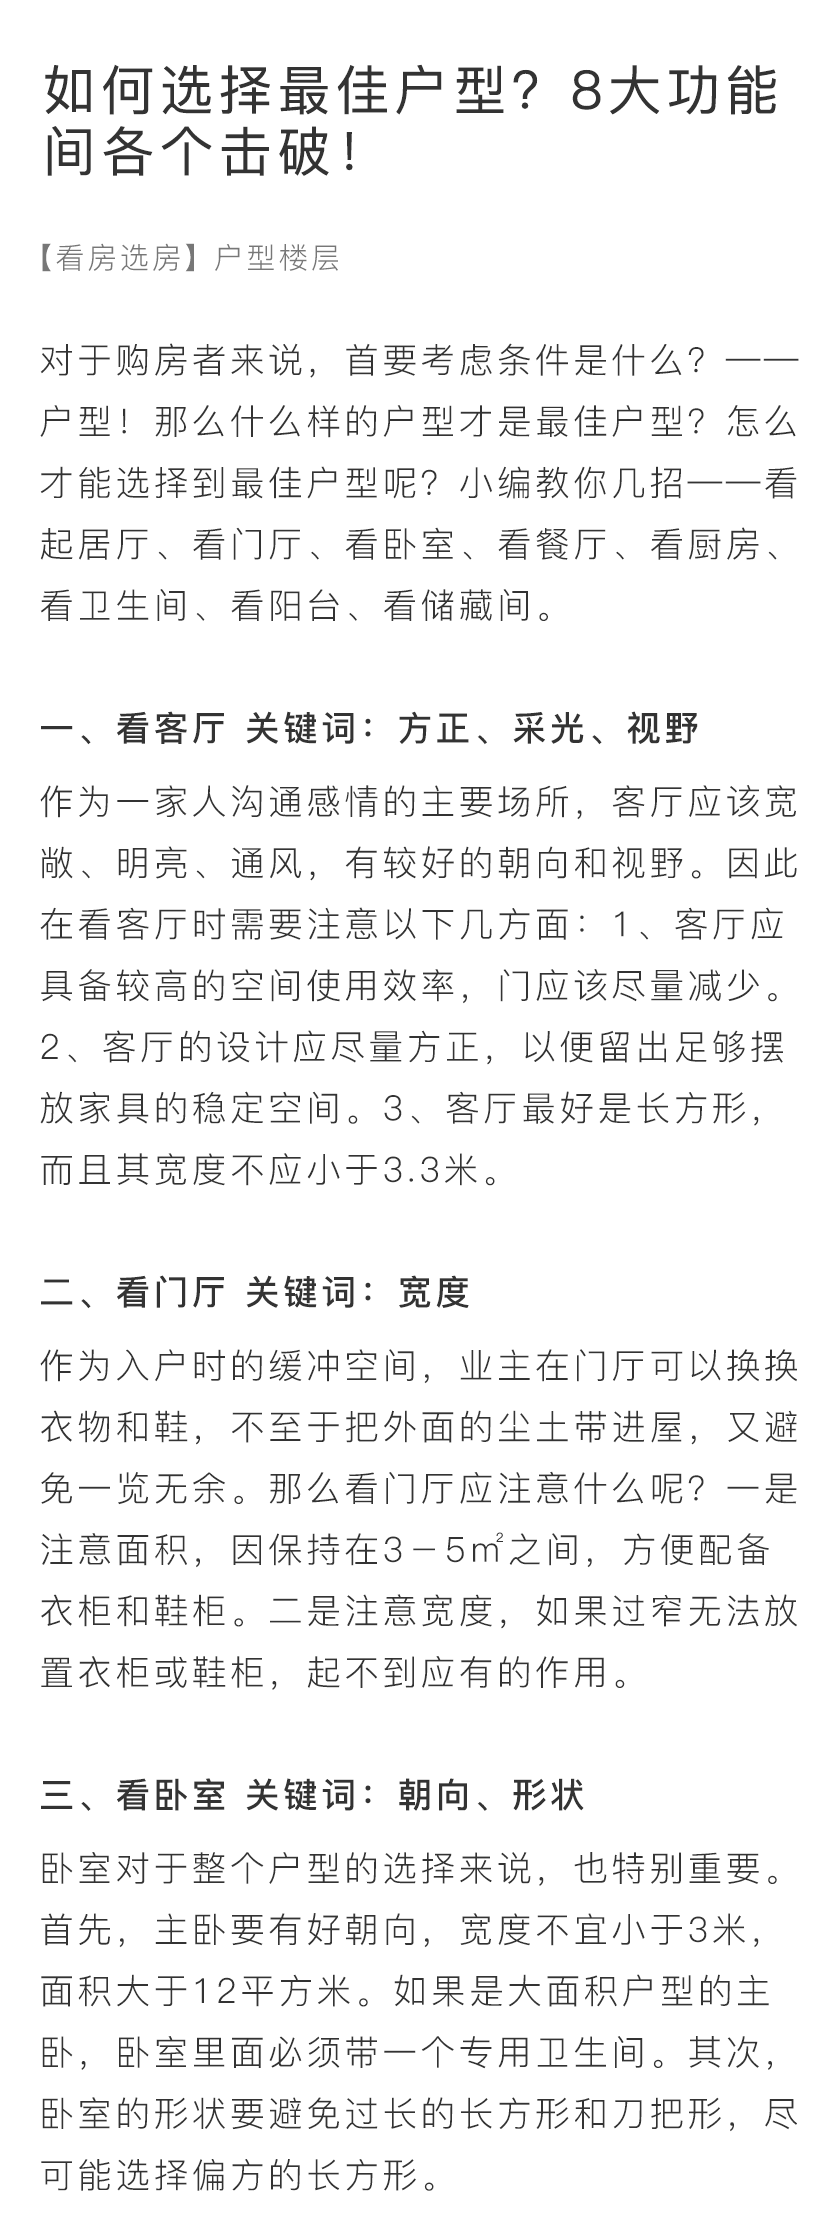 如何选择最佳户型？8大功能
间各个击破！
【看房选房】户型楼层
对于购房者来说，首要考虑条件是什么？——
户型！那么什么样的户型才是最佳户型？怎么
才能选择到最佳户型呢？小编教你几招——看
起居厅、看门厅、看卧室、看餐厅、看厨房、
看卫生间、看阳台、看储藏间。
一、看客厅 关键词：方正、采光、视野
作为一家人沟通感情的主要场所，客厅应该宽
敞、明亮、通风，有较好的朝向和视野。因此
在看客厅时需要注意以下几方面：1、客厅应
具备较高的空间使用效率，门应该尽量减少。
2、客厅的设计应尽量方正，以便留出足够摆
放家具的稳定空间。3、客厅最好是长方形，
而且其宽度不应小于3.3米。
二、看门厅 关键词：宽度
作为入户时的缓冲空间，业主在门厅可以换换
衣物和鞋，不至于把外面的尘土带进屋，又避
免一览无余。那么看门厅应注意什么呢？一是
注意面积，因保持在3－5㎡之间，方便配备
衣柜和鞋柜。二是注意宽度，如果过窄无法放
置衣柜或鞋柜，起不到应有的作用。
三、看卧室 关键词：朝向、形状
卧室对于整个户型的选择来说，也特别重要。
首先，主卧要有好朝向，宽度不宜小于3米，
面积大于12平方米。如果是大面积户型的主
卧，卧室里面必须带一个专用卫生间。其次，
卧室的形状要避免过长的长方形和刀把形，尽
可能选择偏方的长方形。